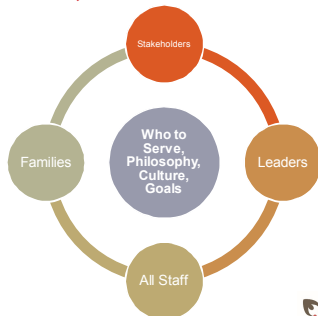 Stakeholders
Families
Who to
Serve,
Philosophy,
Culture,
Goals
Leaders
All Staff